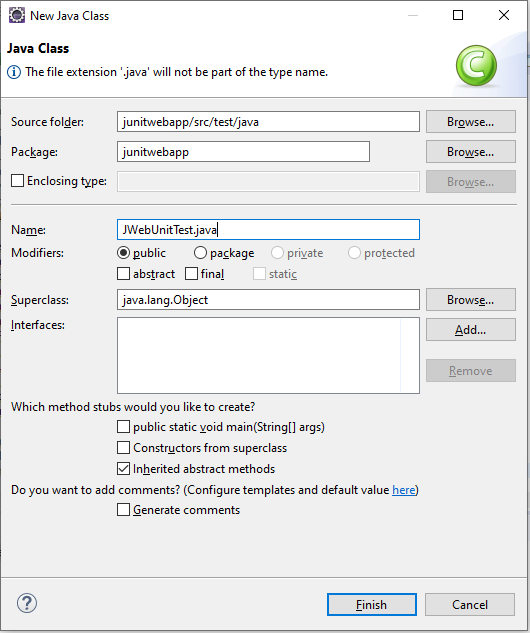 New Java Class
Java Class
The file extension '.java' will not be part of the type name.
C
Source folder: junitwebapp/src/test/java Browse...
Package: junitwebapp Browse...
Enclosing type: Browse...
Name: JWebUnitTest.java
Modifiers: public package private protected
abstract final static
Superclass: java.lang.Object Browse...
Interfaces: Add...
Remove
Which method stubs would you like to create?
public static void main(String[] args)
Constructors from superclass
Inherited abstract methods
Do you want to add comments? (Configure templates and default value here)
Generate comments
? Finish Cancel